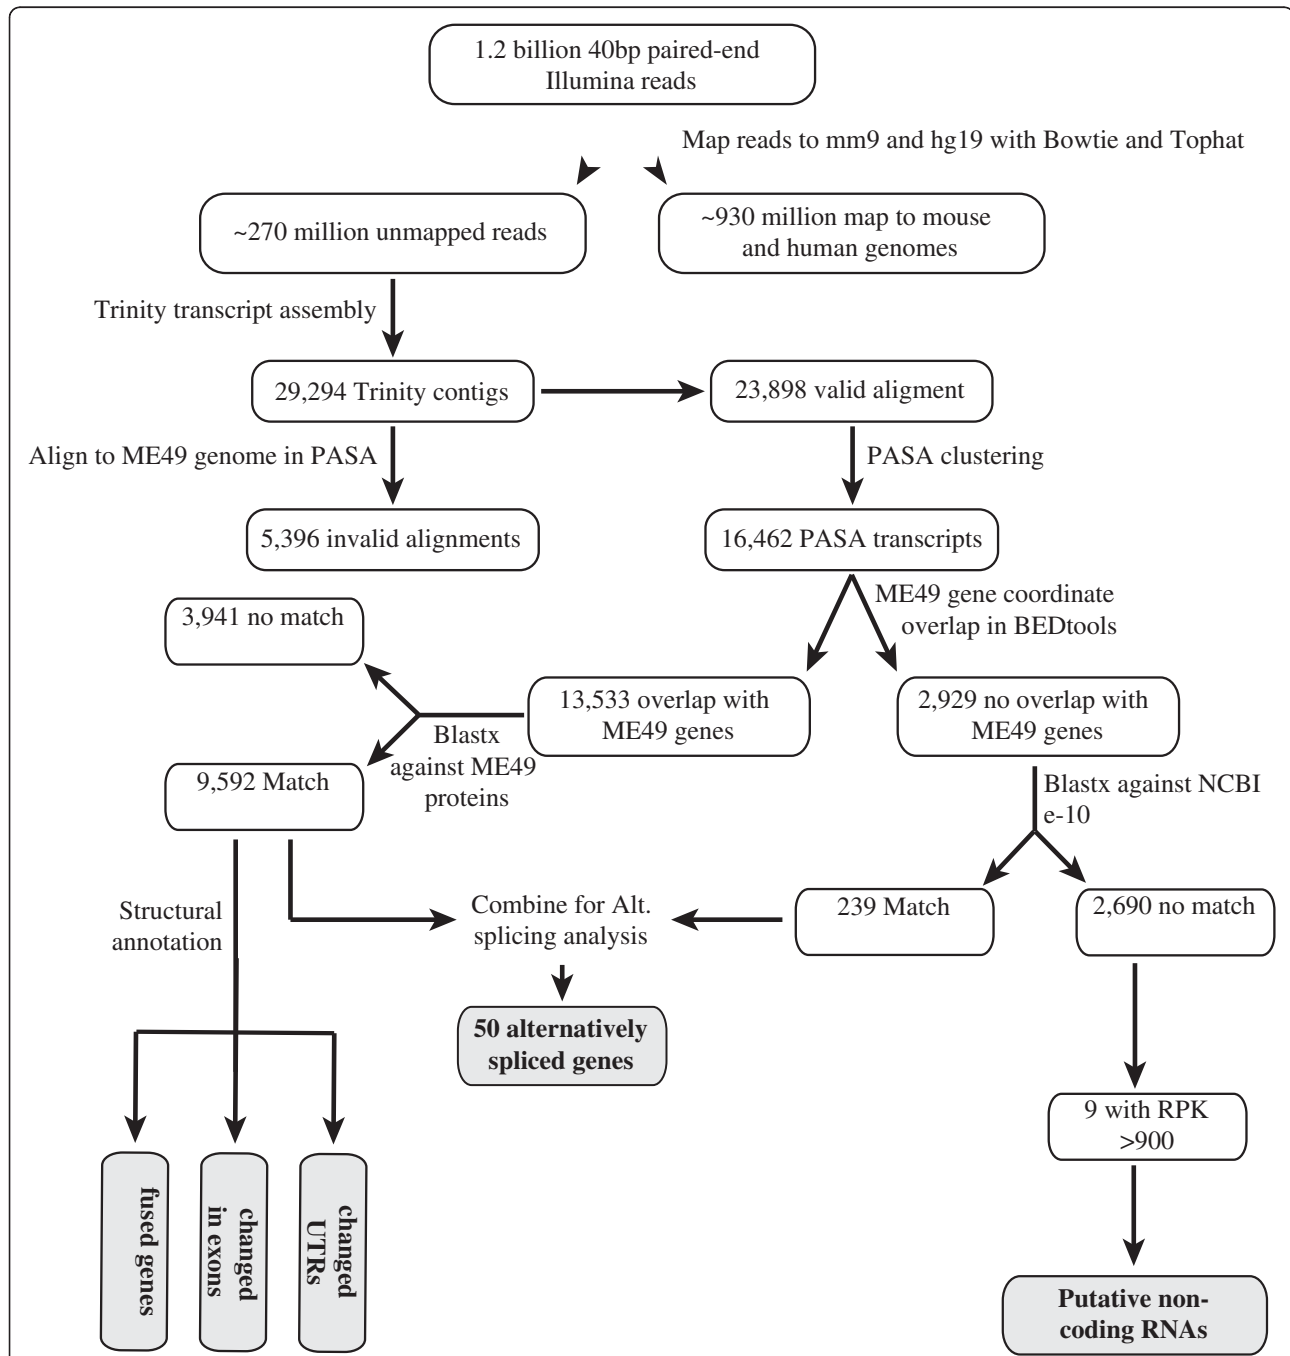 1.2 billion 40bp paired-end
Illumina reads
Map reads to mm9 and hg19 with Bowtie and Tophat
~270 million unmapped reads
~930 million map to mouse
and human genomes
Trinity transcript assembly
29,294 Trinity contigs
23,898 valid aligment
Align to ME49 genome in PASA
PASA clustering
5,396 invalid alignments
16,462 PASA transcripts
ME49 gene coordinate
overlap in BEDtools
3,941 no match
13,533 overlap with
ME49 genes
2,929 no overlap with
ME49 genes
Blastx
against ME49
proteins
9,592 Match
Blastx against NCBI
e-10
Structural
annotation
Combine for Alt.
splicing analysis
239 Match
2,690 no match
50 alternatively
spliced genes
9 with RPK
>900
fused genes
changed
in exons
changed
UTRs
Putative non-
coding RNAs